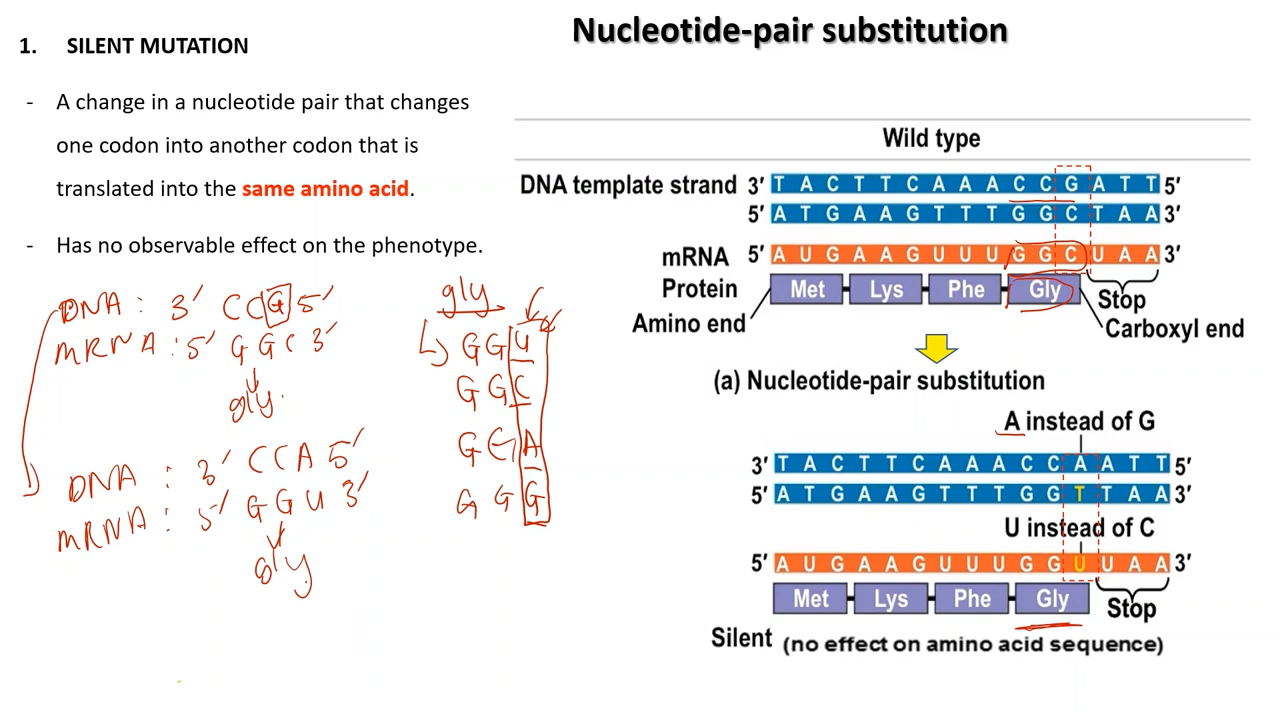 Nucleotide-pair substitution
1. SILENT MUTATION
- A change in a nucleotide pair that changes
one codon into another codon that is
translated into the same amino acid.
- Has no observable effect on the phenotype.
DNA : 3′ CCG 5′
mRNA : 5′ GGC 3′
gly
DNA : 3′ CCA 5′
mRNA : 5′ GGU 3′
gly
gly
GGU
GGC
GGA
GGG
Wild type
DNA template strand 3′ T A C T T C A A A C C G A T T 5′
5′ A T G A A G T T T G G C T A A 3′
mRNA 5′ A U G A A G U U U G G C U A A 3′
Protein Met Lys Phe Gly Stop
Amino end Carboxyl end
(a) Nucleotide-pair substitution
A instead of G
3′ T A C T T C A A A C C A A T T 5′
5′ A T G A A G T T T G G T T A A 3′
U instead of C
5′ A U G A A G U U U G G U U A A 3′
Met Lys Phe Gly Stop
Silent (no effect on amino acid sequence)